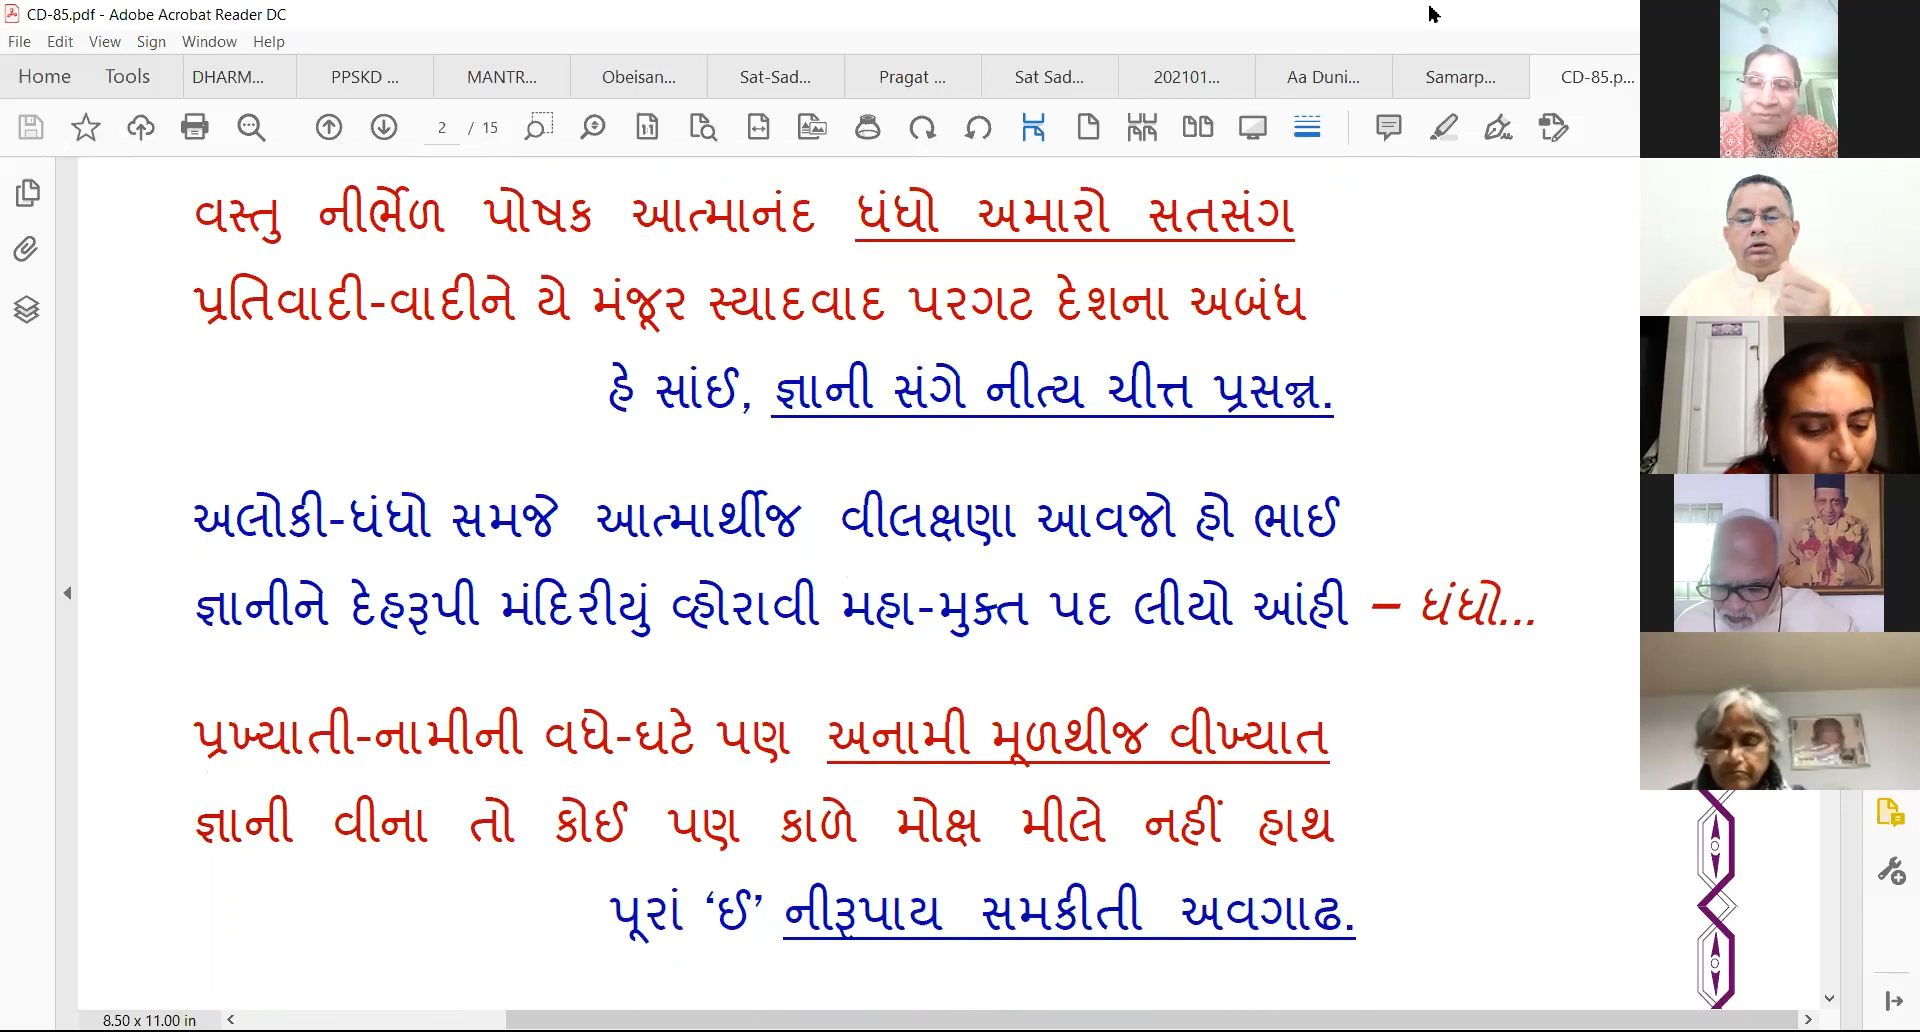 CD-85.pdf - Adobe Acrobat Reader DC
File Edit View Sign Window Help
Home Tools DHARM... PPSKD ... MANTR... Obeisan... Sat-Sad... Pragat ... Sat Sad... 202101... Aa Duni... Samarp... CD-85.p...
2 / 15
વસ્તુ નીર્ભેળ પોષક આત્માનંદ ધંધો અમારો સતસંગ
પ્રતિવાદી-વાદીને યે મંજૂર સ્યાદવાદ પરગટ દેશના અબંધ
હે સાંઈ, જ્ઞાની સંગે નીત્ય ચીત્ત પ્રસન્ન.
અલોકી-ધંધો સમજે આત્માર્થીજ વીલક્ષણા આવજો હો ભાઈ
જ્ઞાનીને દેહરૂપી મંદિરીયું વ્હોરાવી મહા-મુક્ત પદ લીયો આંહી – ધંધો...
પ્રખ્યાતી-નામીની વધે-ઘટે પણ અનામી મૂળથીજ વીખ્યાત
જ્ઞાની વીના તો કોઈ પણ કાળે મોક્ષ મીલે નહીં હાથ
પૂરાં ‘ઈ’ નીરૂપાય સમકીતી અવગાઢ.
8.50 x 11.00 in